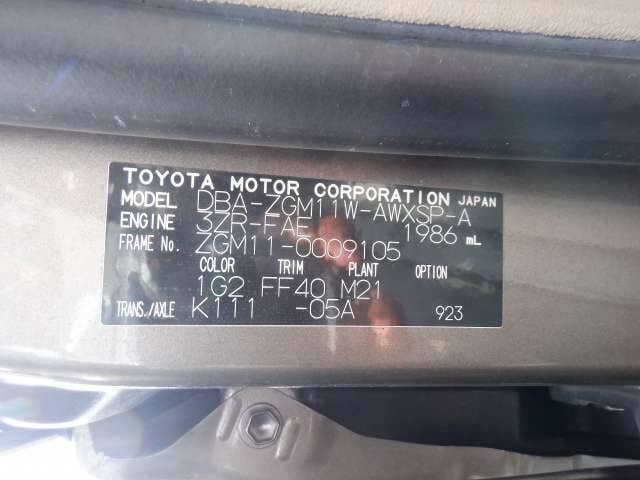 TOYOTA MOTOR CORPORATION JAPAN
MODEL DBA-ZGM11W-AWXSP-A
ENGINE 3ZR-FAE 1986 mL
FRAME No. ZGM11-0009105
COLOR TRIM PLANT OPTION
1G2 FF40 M21
TRANS./AXLE K111 -05A 923